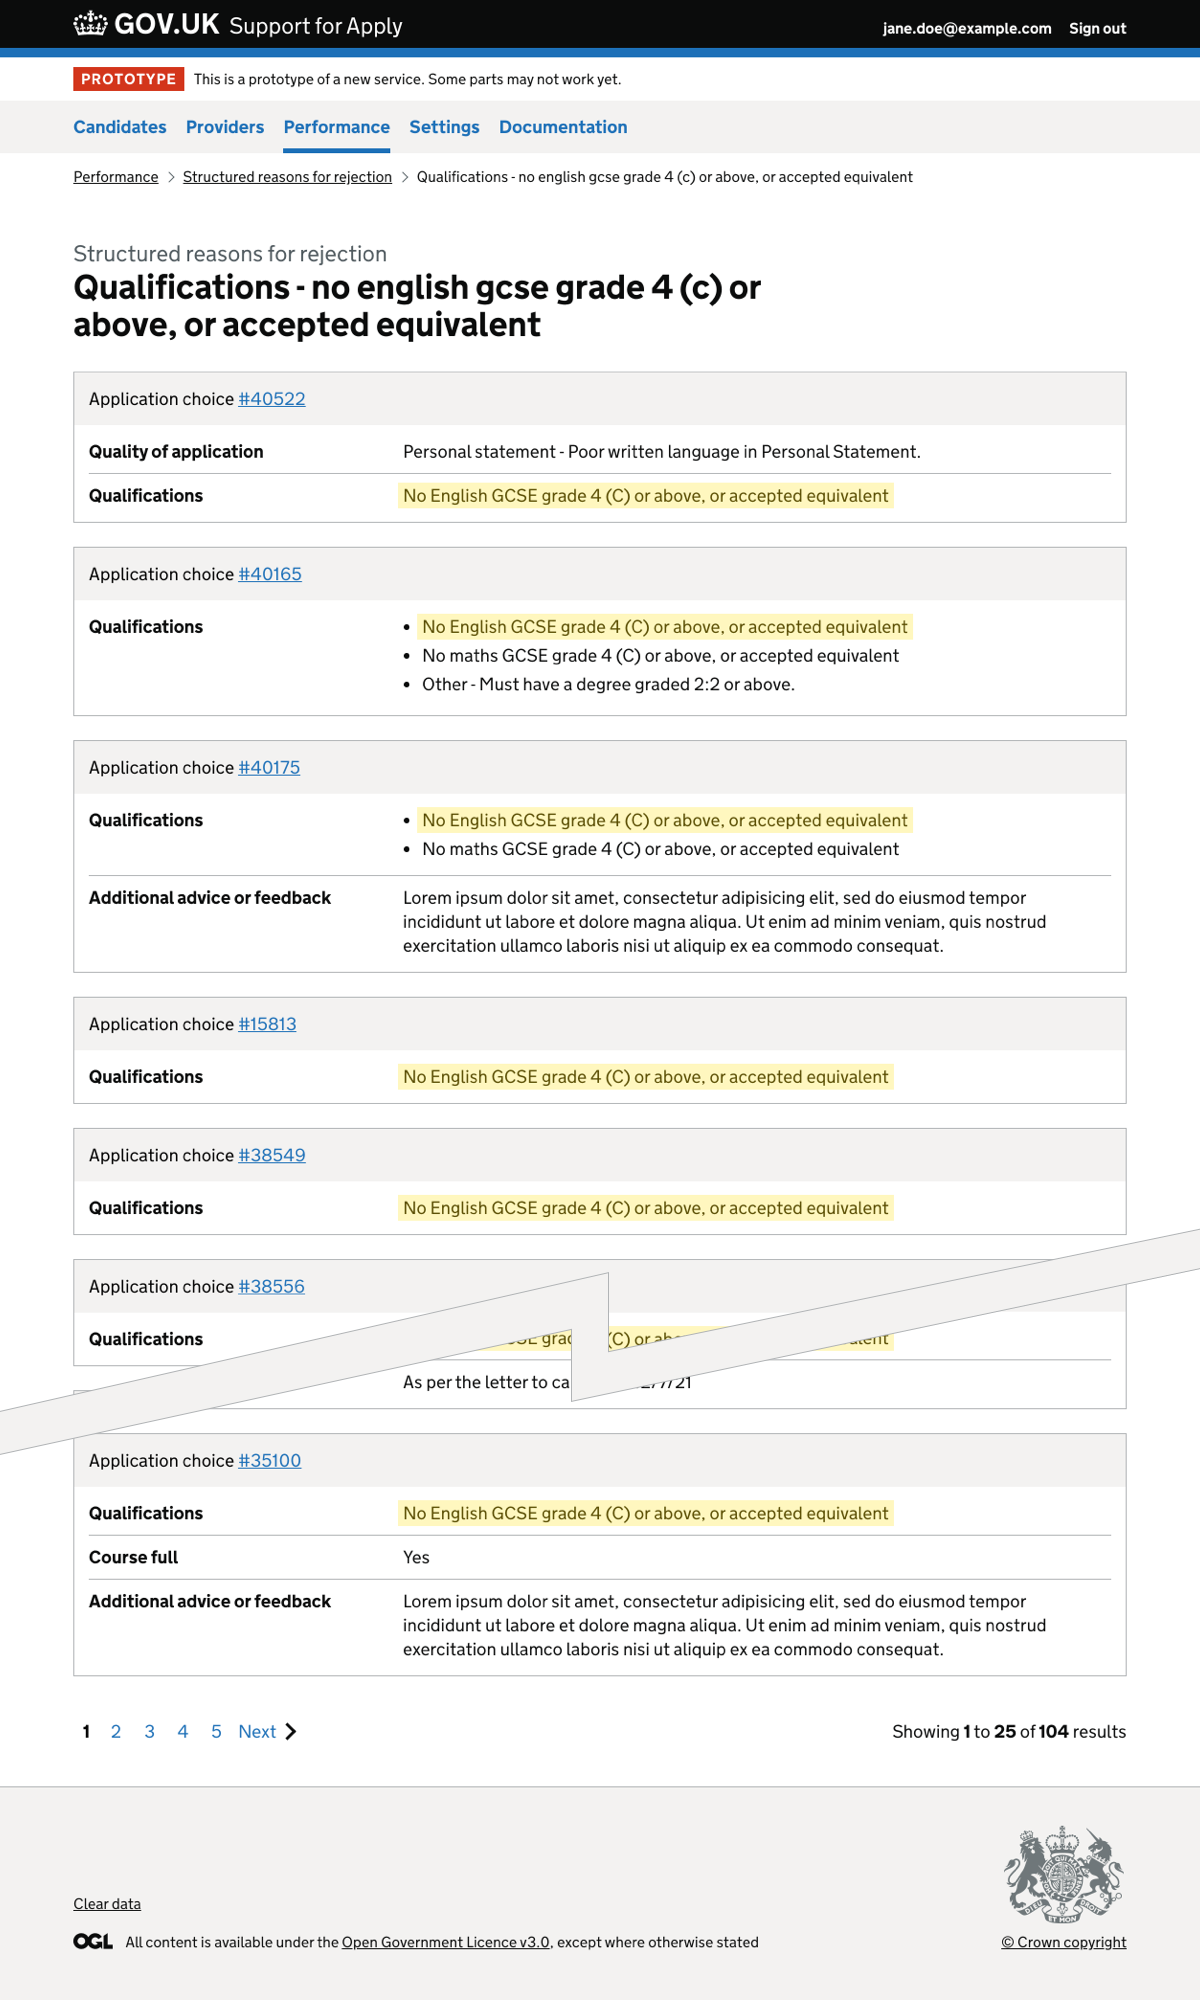 GOV.UK Support for Apply
jane.doe@example.com Sign out
PROTOTYPE This is a prototype of a new service. Some parts may not work yet.
Candidates Providers Performance Settings Documentation
Performance > Structured reasons for rejection > Qualifications - no english gcse grade 4 (c) or above, or accepted equivalent
Structured reasons for rejection
Qualifications - no english gcse grade 4 (c) or
above, or accepted equivalent
Application choice #40522
Quality of application Personal statement - Poor written language in Personal Statement.
Qualifications No English GCSE grade 4 (C) or above, or accepted equivalent
Application choice #40165
Qualifications • No English GCSE grade 4 (C) or above, or accepted equivalent
• No maths GCSE grade 4 (C) or above, or accepted equivalent
• Other - Must have a degree graded 2:2 or above.
Application choice #40175
Qualifications • No English GCSE grade 4 (C) or above, or accepted equivalent
• No maths GCSE grade 4 (C) or above, or accepted equivalent
Additional advice or feedback Lorem ipsum dolor sit amet, consectetur adipisicing elit, sed do eiusmod tempor
incididunt ut labore et dolore magna aliqua. Ut enim ad minim veniam, quis nostrud
exercitation ullamco laboris nisi ut aliquip ex ea commodo consequat.
Application choice #15813
Qualifications No English GCSE grade 4 (C) or above, or accepted equivalent
Application choice #38549
Qualifications No English GCSE grade 4 (C) or above, or accepted equivalent
Application choice #38556
Qualifications (C) or
As per the letter to
Application choice #35100
Qualifications No English GCSE grade 4 (C) or above, or accepted equivalent
Course full Yes
Additional advice or feedback Lorem ipsum dolor sit amet, consectetur adipisicing elit, sed do eiusmod tempor
incididunt ut labore et dolore magna aliqua. Ut enim ad minim veniam, quis nostrud
exercitation ullamco laboris nisi ut aliquip ex ea commodo consequat.
1 2 3 4 5 Next
Showing 1 to 25 of 104 results
Clear data
OGL All content is available under the Open Government Licence v3.0, except where otherwise stated
© Crown copyright